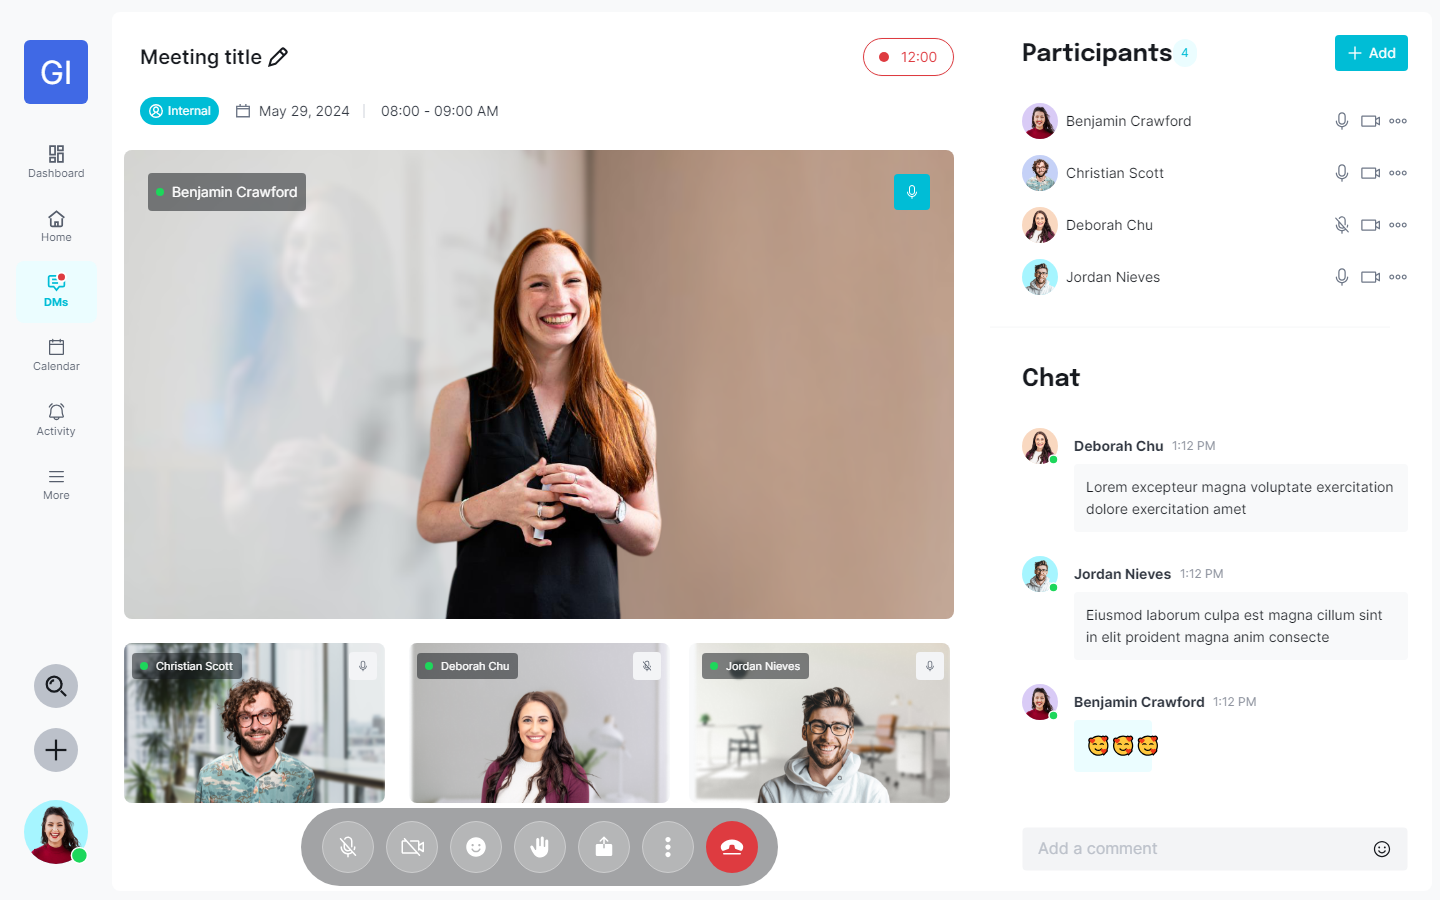 GI
Dashboard
Home
DMs
Calendar
Activity
More
Meeting title
12:00
Internal
May 29, 2024
08:00 - 09:00 AM
Benjamin Crawford
Christian Scott
Deborah Chu
Jordan Nieves
Participants 4
+ Add
Benjamin Crawford
Christian Scott
Deborah Chu
Jordan Nieves
Chat
Deborah Chu 1:12 PM
Lorem excepteur magna voluptate exercitation
dolore exercitation amet
Jordan Nieves 1:12 PM
Eiusmod laborum culpa est magna cillum sint
in elit proident magna anim consecte
Benjamin Crawford 1:12 PM
🥰🥰🥰
Add a comment